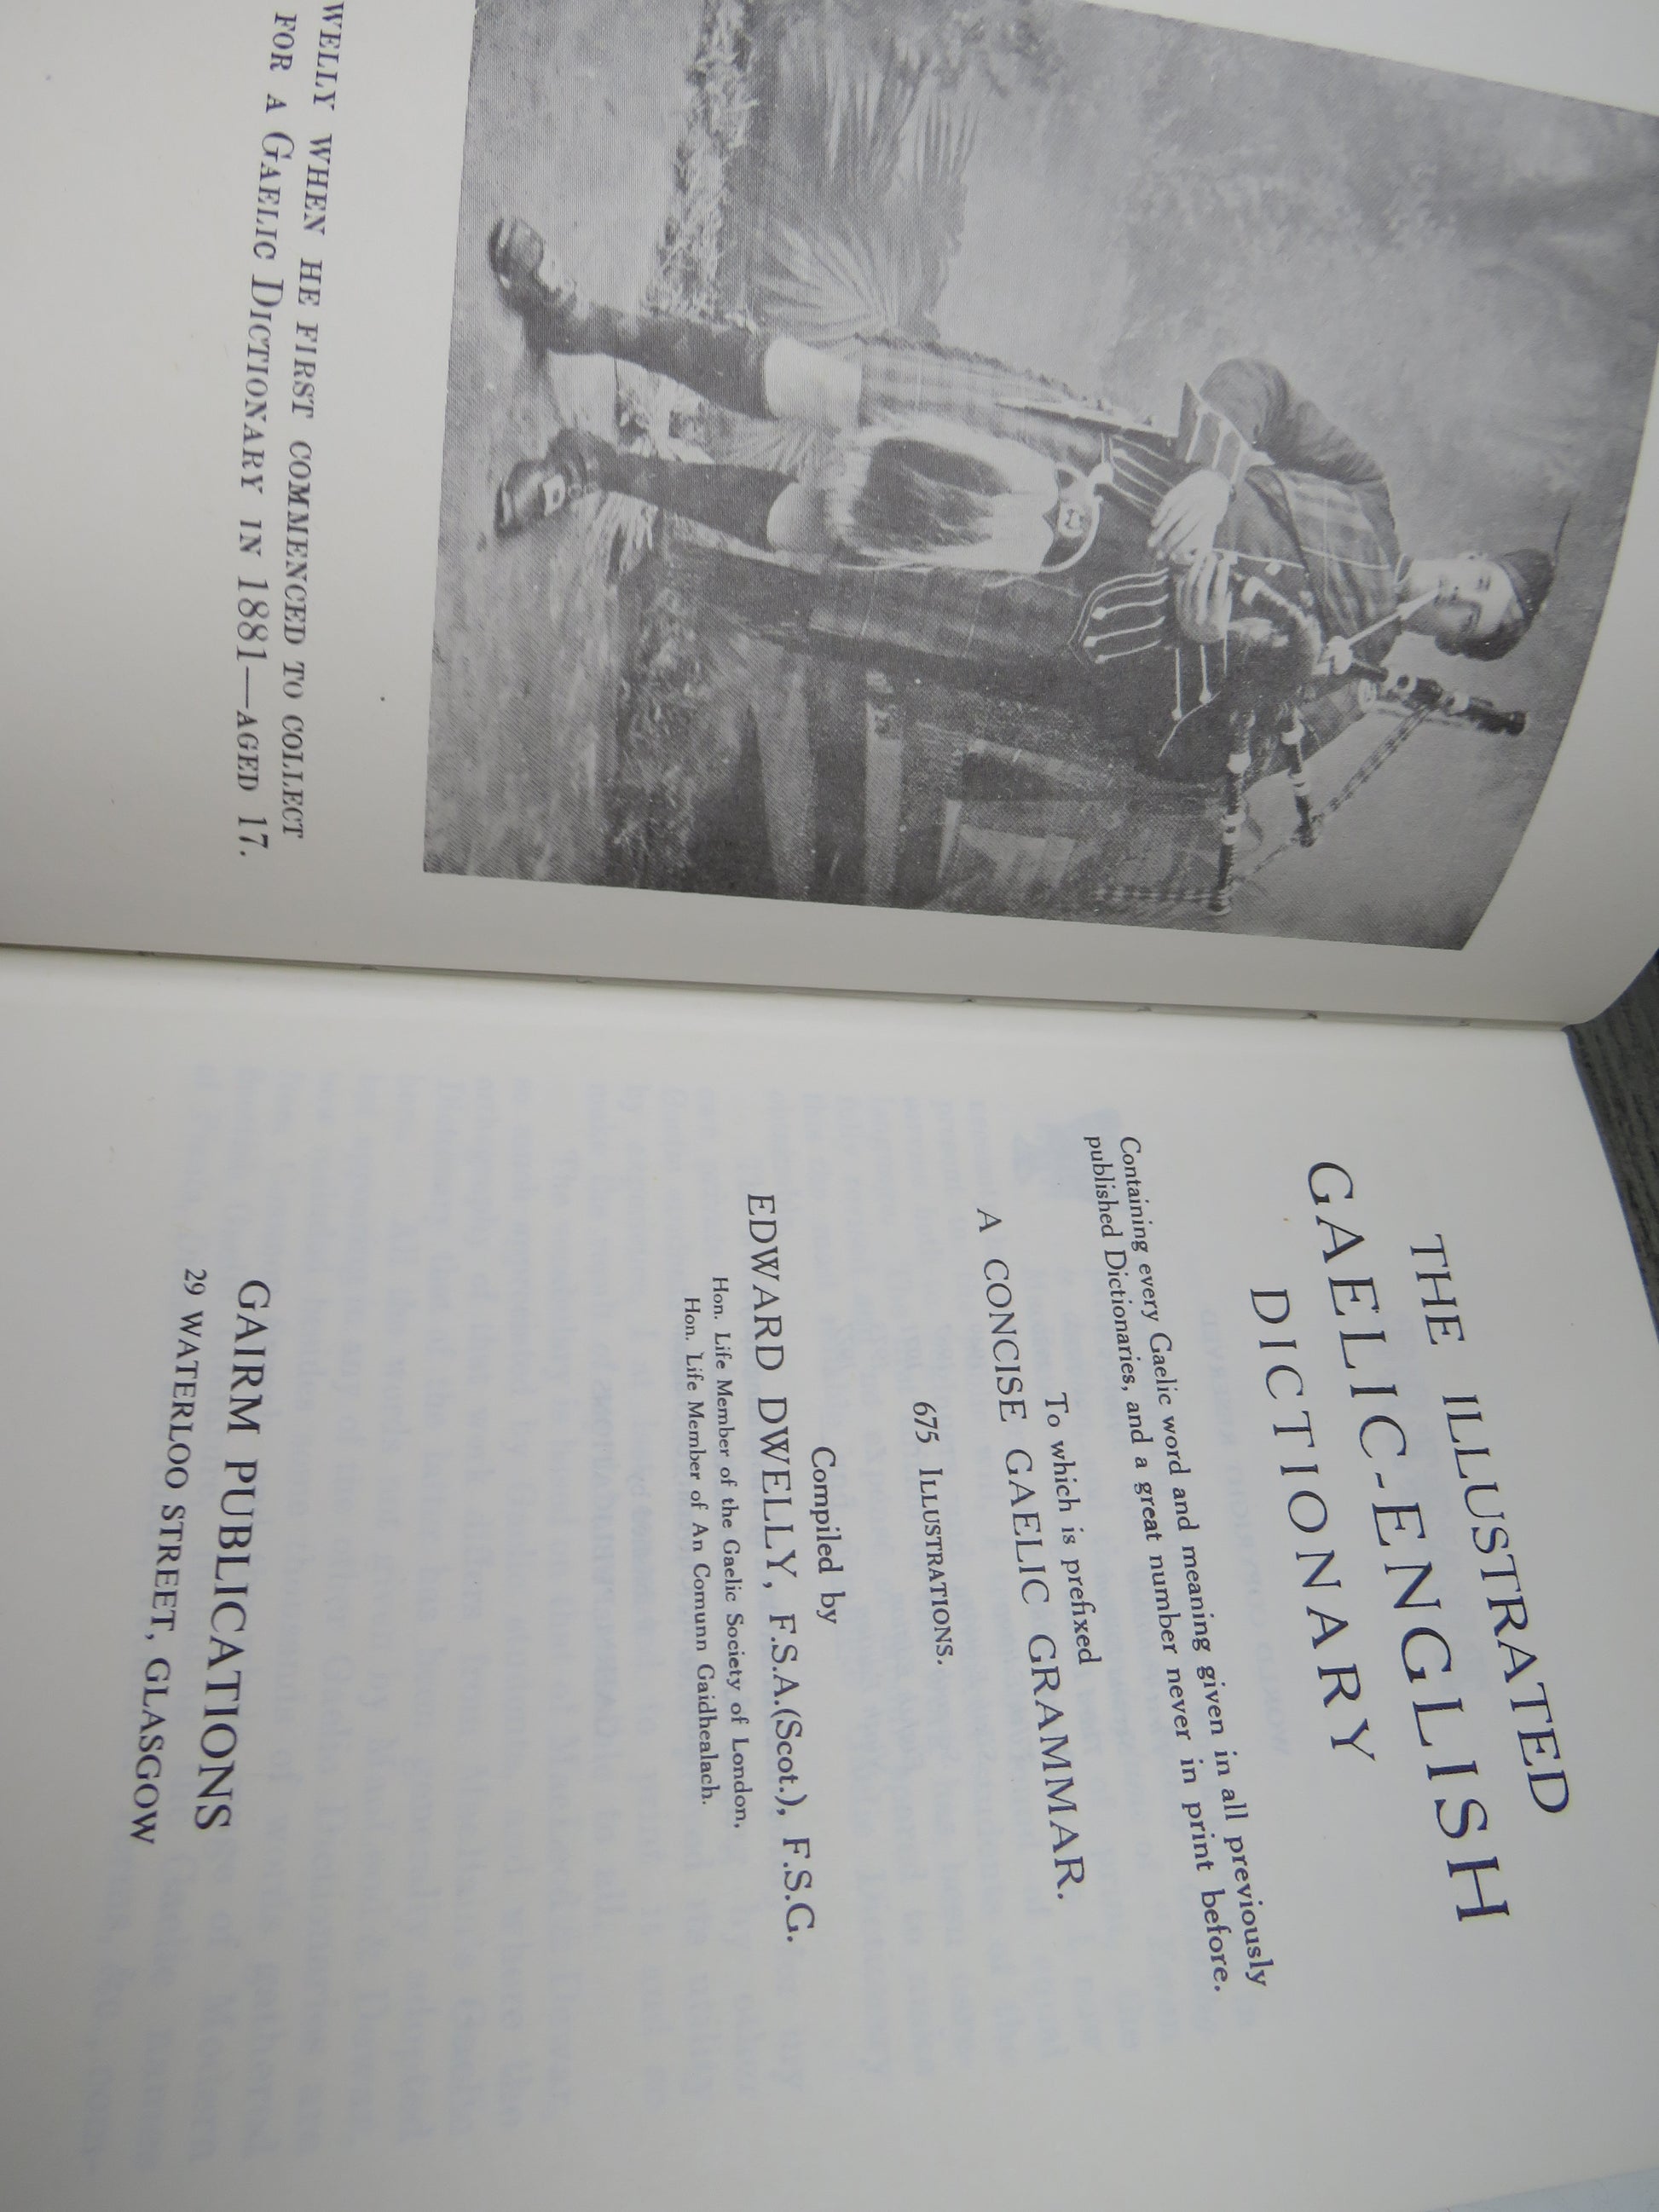 WELLY WHEN HE FIRST COMMENCED TO COLLECT
FOR A GAELIC DICTIONARY IN 1881—AGED 17.
THE ILLUSTRATED
GAELIC-ENGLISH
DICTIONARY
Containing every Gaelic word and meaning given in all previously
published Dictionaries, and a great number never in print before.
To which is prefixed
A CONCISE GAELIC GRAMMAR.
675 ILLUSTRATIONS.
Compiled by
EDWARD DWELLY, F.S.A.(Scot.), F.S.G.
Hon. Life Member of the Gaelic Society of London,
Hon. Life Member of An Comunn Gaidhealach.
GAIRM PUBLICATIONS
29 WATERLOO STREET, GLASGOW